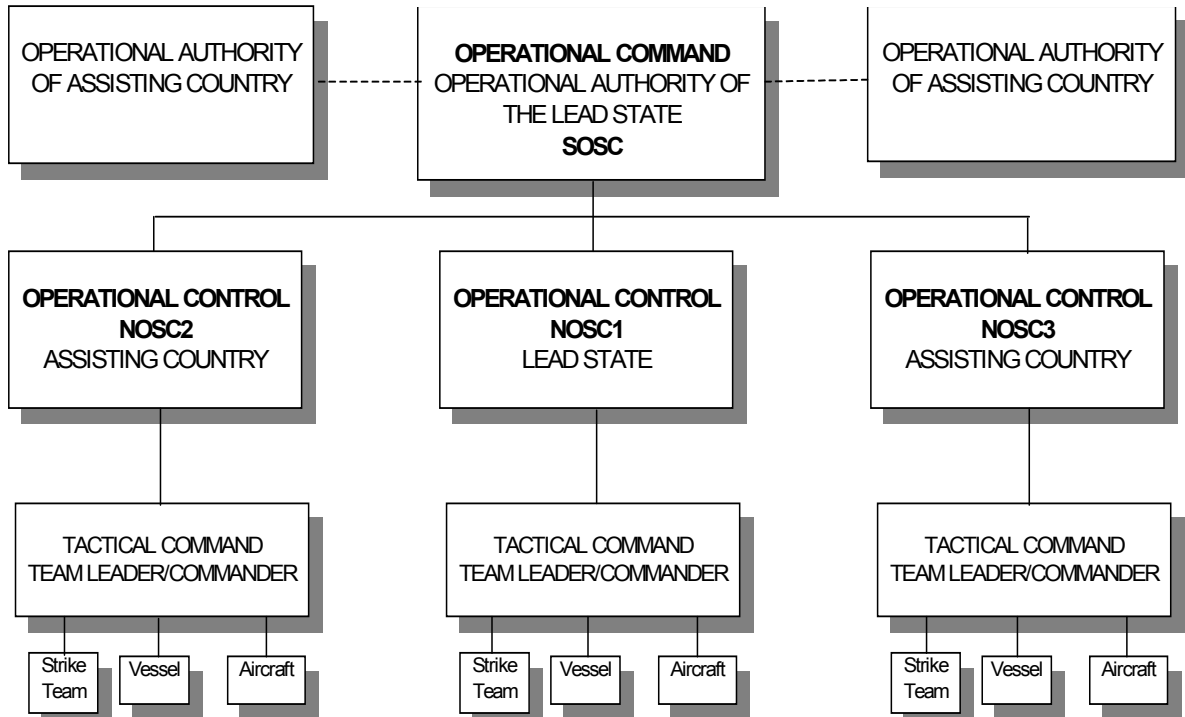 OPERATIONAL AUTHORITY
OF ASSISTING COUNTRY
OPERATIONAL COMMAND
OPERATIONAL AUTHORITY OF
THE LEAD STATE
SOSC
OPERATIONAL AUTHORITY
OF ASSISTING COUNTRY
OPERATIONAL CONTROL
NOSC2
ASSISTING COUNTRY
OPERATIONAL CONTROL
NOSC1
LEAD STATE
OPERATIONAL CONTROL
NOSC3
ASSISTING COUNTRY
TACTICAL COMMAND
TEAM LEADER/COMMANDER
TACTICAL COMMAND
TEAM LEADER/COMMANDER
TACTICAL COMMAND
TEAM LEADER/COMMANDER
Strike
Team
Vessel
Aircraft
Strike
Team
Vessel
Aircraft
Strike
Team
Vessel
Aircraft